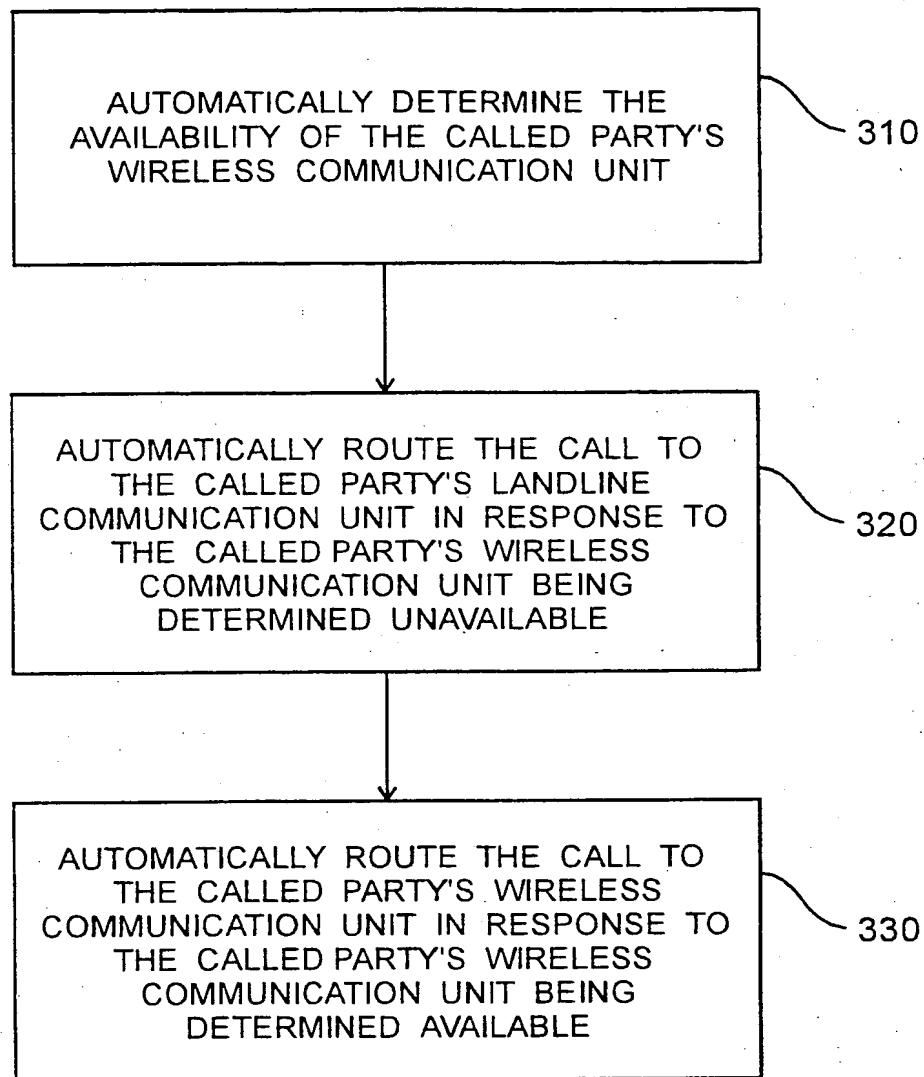 AUTOMATICALLY DETERMINE THE
AVAILABILITY OF THE CALLED PARTY'S
WIRELESS COMMUNICATION UNIT
310
AUTOMATICALLY ROUTE THE CALL TO
THE CALLED PARTY'S LANDLINE
COMMUNICATION UNIT IN RESPONSE TO
THE CALLED PARTY'S WIRELESS
COMMUNICATION UNIT BEING
DETERMINED UNAVAILABLE
320
AUTOMATICALLY ROUTE THE CALL TO
THE CALLED PARTY'S WIRELESS
COMMUNICATION UNIT IN RESPONSE TO
THE CALLED PARTY'S WIRELESS
COMMUNICATION UNIT BEING
DETERMINED AVAILABLE
330